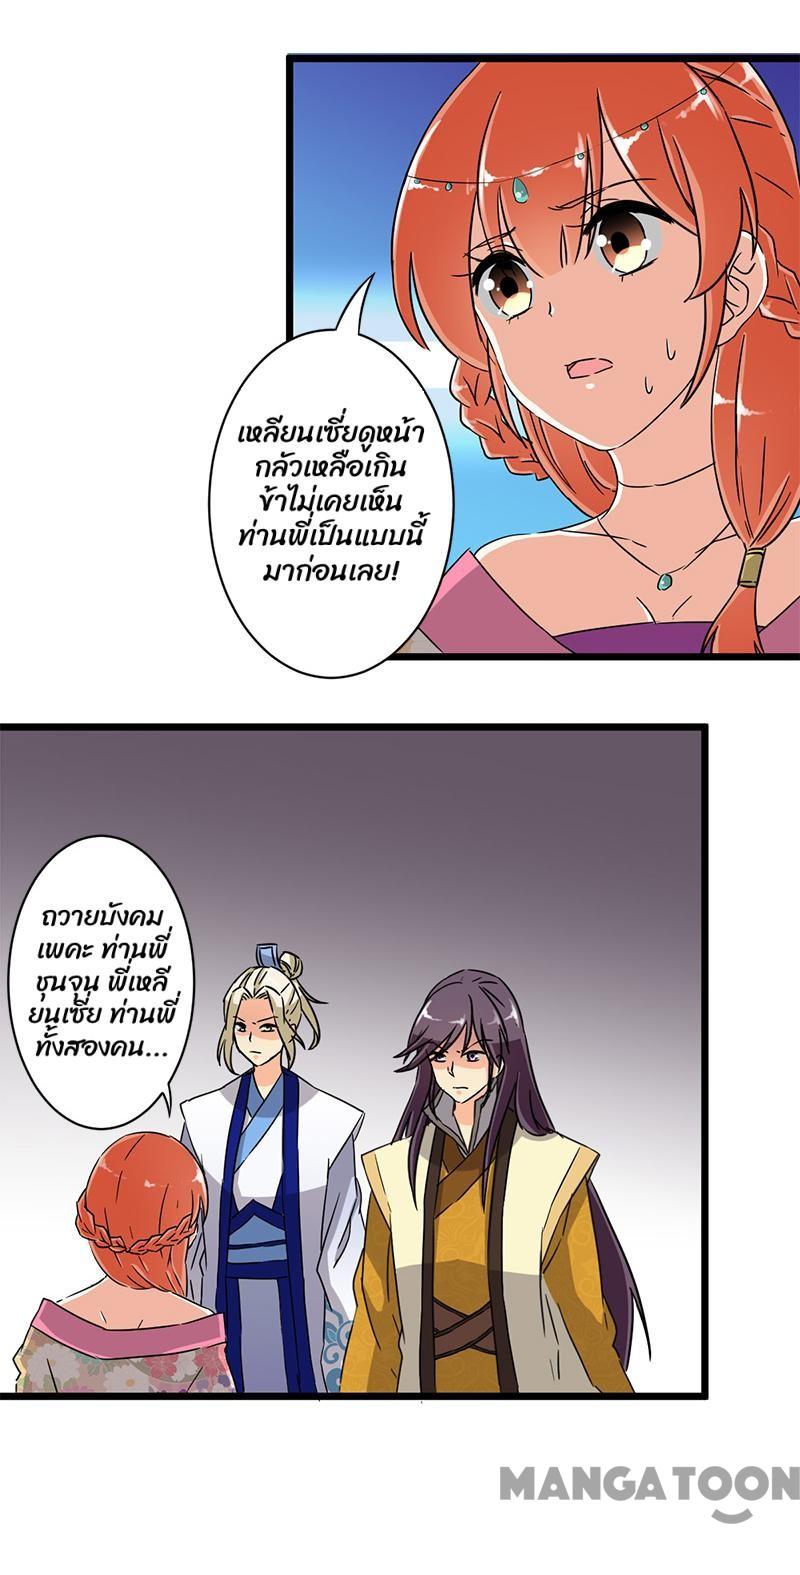 เหลียนเซี่ยดูหน้า
กลัวเหลือเกิน
ข้าไม่เคยเห็น
ท่านพี่เป็นแบบนี้
มาก่อนเลย!
ถวายบังคม
เพคะ ท่านพี่
ชุนจุน พี่เหลี
ยนเซี่ย ท่านพี่
ทั้งสองคน...
MANGATOON